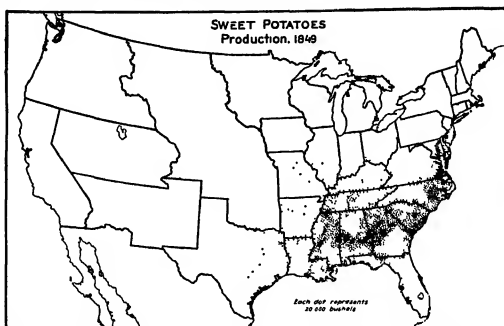 SWEET POTATOES
Production, 1849
Each dot represents
20 000 bushels